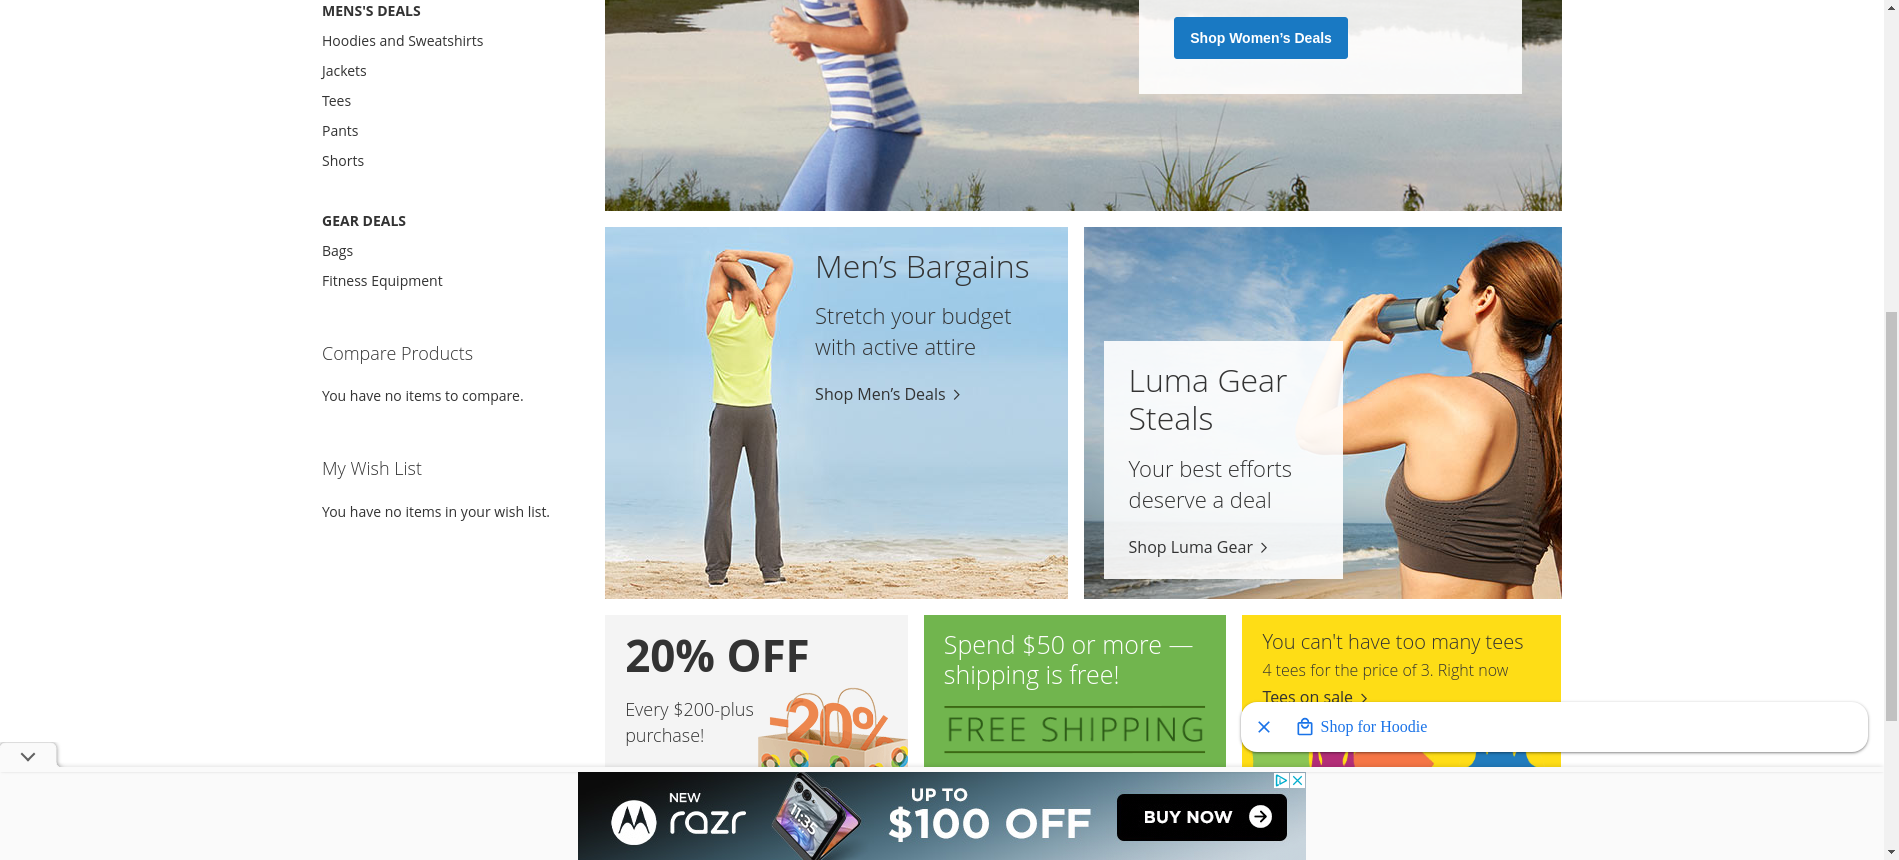 MENS'S DEALS
Hoodies and Sweatshirts
Jackets
Tees
Pants
Shorts
GEAR DEALS
Bags
Fitness Equipment
Compare Products
You have no items to compare.
My Wish List
You have no items in your wish list.
Shop Women’s Deals
Men’s Bargains
Stretch your budget
with active attire
Shop Men’s Deals
Luma Gear
Steals
Your best efforts
deserve a deal
Shop Luma Gear
20% OFF
Every $200-plus
purchase!
-20%
Spend $50 or more —
shipping is free!
FREE SHIPPING
You can't have too many tees
4 tees for the price of 3. Right now
Tees on sale
Shop for Hoodie
NEW
razr
11:35
UP TO
$100 OFF
BUY NOW